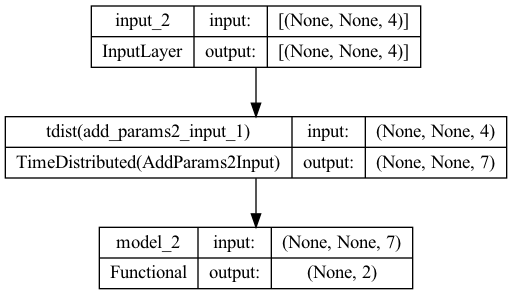 input_2 input: [(None, None, 4)]
InputLayer output: [(None, None, 4)]
tdist(add_params2_input_1) input: (None, None, 4)
TimeDistributed(AddParams2Input) output: (None, None, 7)
model_2 input: (None, None, 7)
Functional output: (None, 2)